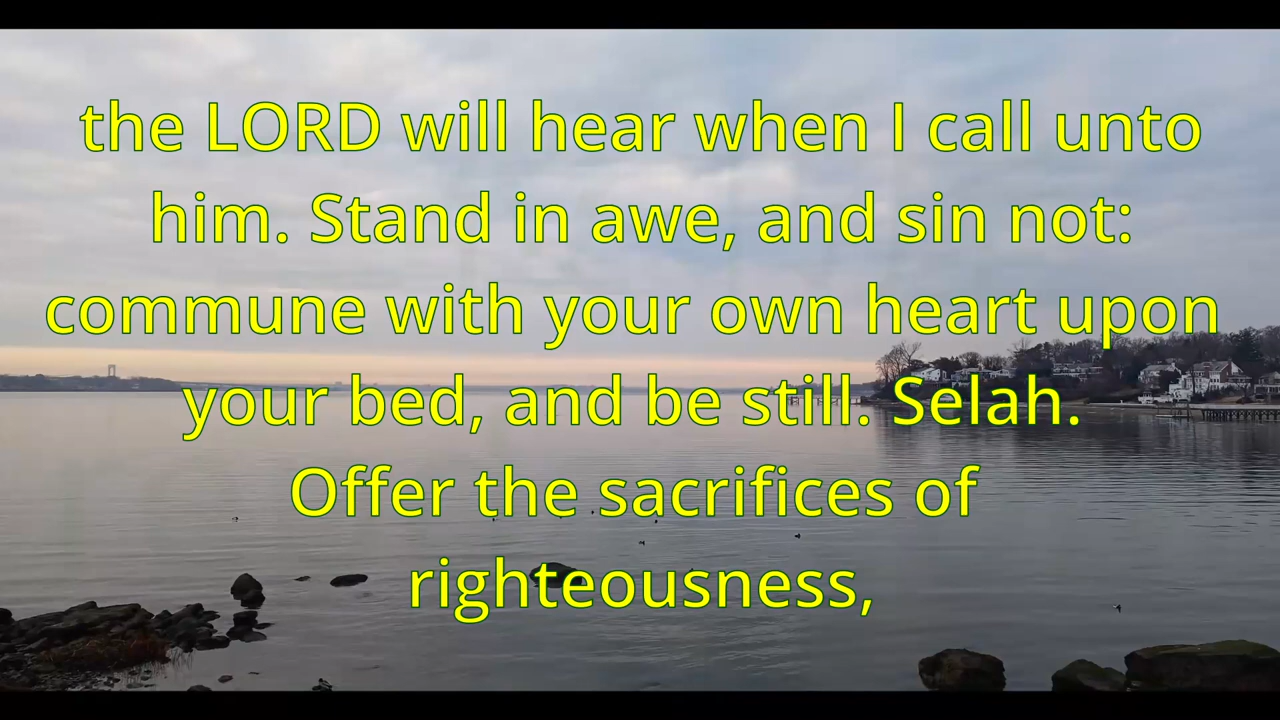 the LORD will hear when I call unto
him. Stand in awe, and sin not:
commune with your own heart upon
your bed, and be still. Selah.
Offer the sacrifices of
righteousness,